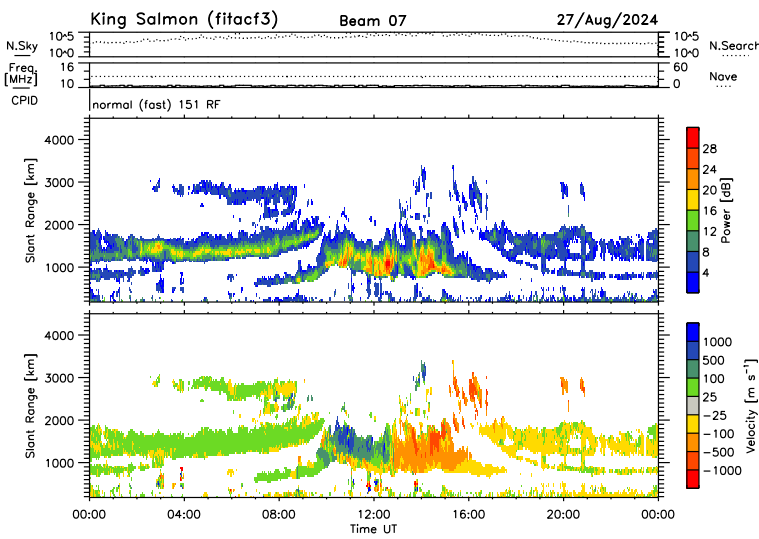 King Salmon (fitacf3) Beam 07 27/Aug/2024
N.Sky 10^5 10^0 10^5 10^0 N.Search
Freq. [MHz] 16 10 60 0 Nave
CPID normal (fast) 151 RF
Slant Range [km]
4000
3000
2000
1000
28
24
20
16
12
8
4
Power [dB]
Slant Range [km]
4000
3000
2000
1000
1000
500
100
25
−25
−100
−500
−1000
Velocity [m s⁻¹]
00:00 04:00 08:00 12:00 16:00 20:00 00:00
Time UT